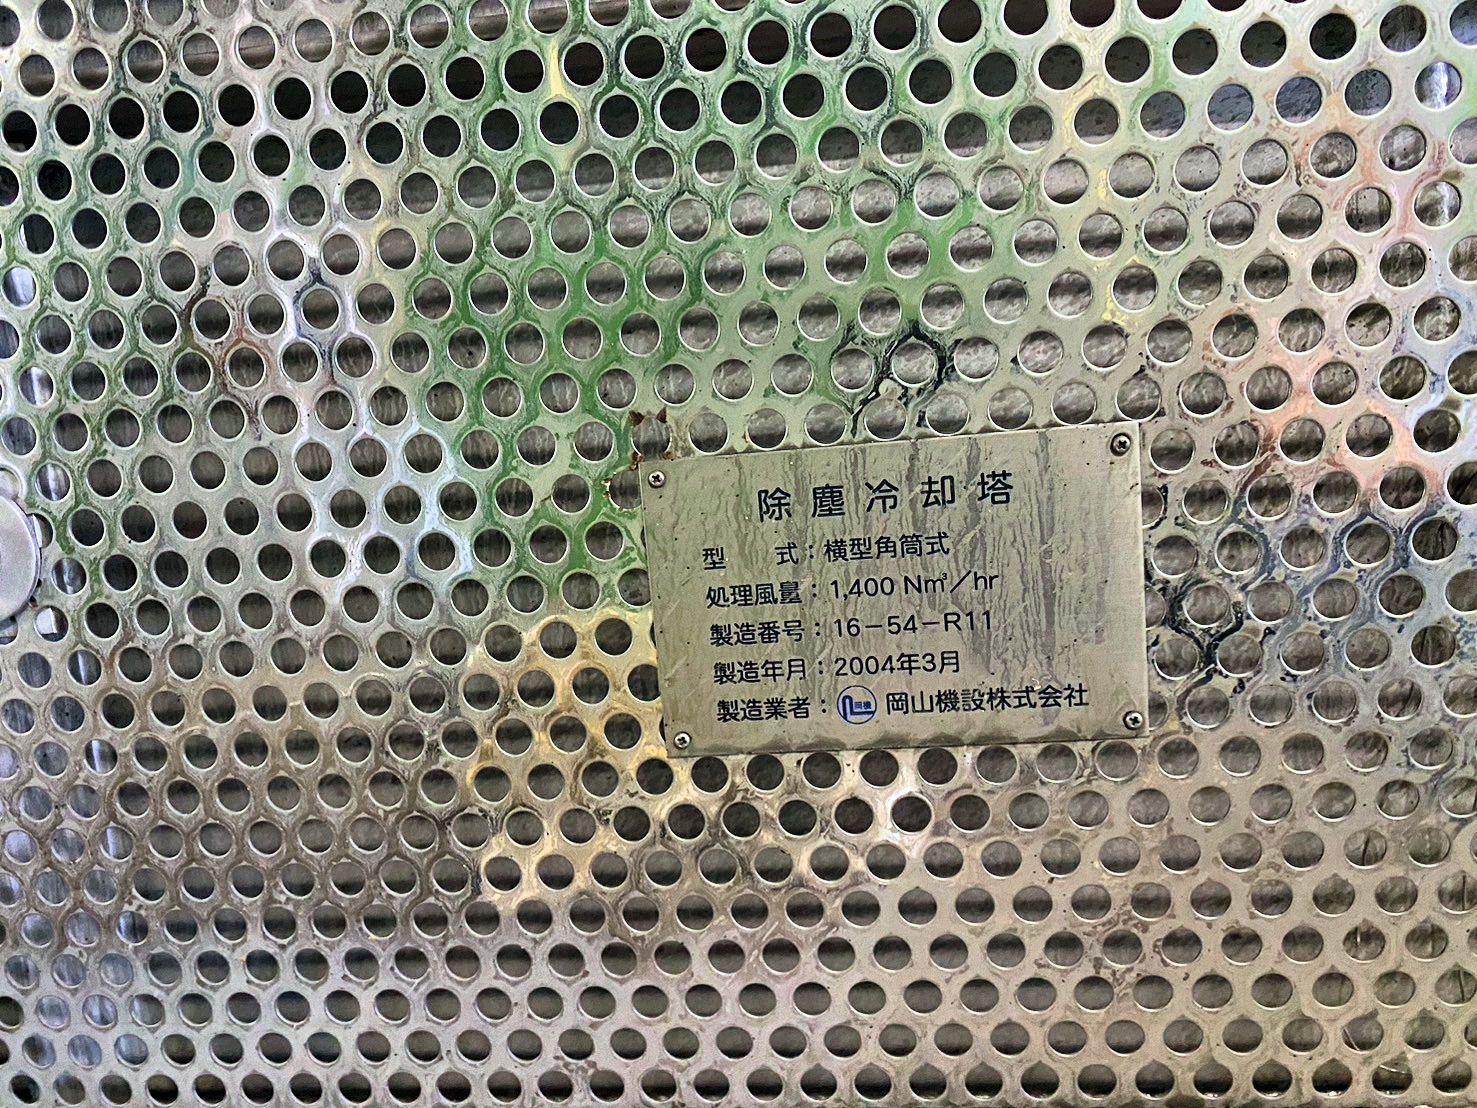 除塵冷却塔
型　　式：横型角筒式
処理風量：1,400 Nm³／hr
製造番号：16－54－R11
製造年月：2004年3月
製造業者：岡機 岡山機設株式会社